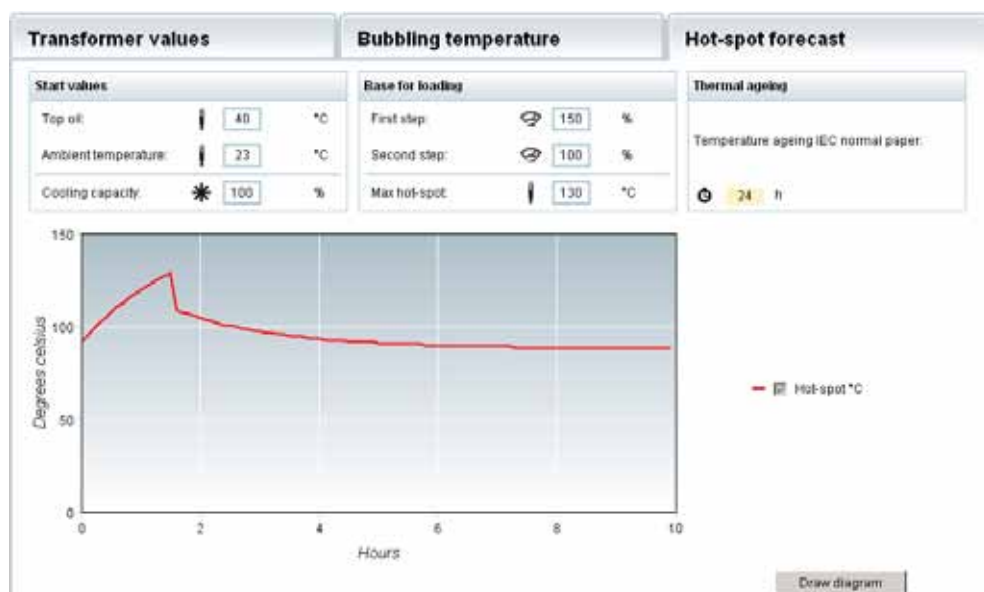 Transformer values
Bubbling temperature
Hot-spot forecast
Start values
Top oil: 40 °C
Ambient temperature: 23 °C
Cooling capacity: 100 %
Base for loading
First step: 150 %
Second step: 100 %
Max hot-spot: 130 °C
Thermal ageing
Temperature ageing IEC normal paper:
24 h
150
100
50
0
Degrees celsius
0 2 4 6 8 10
Hours
Hot-spot °C
Draw diagram